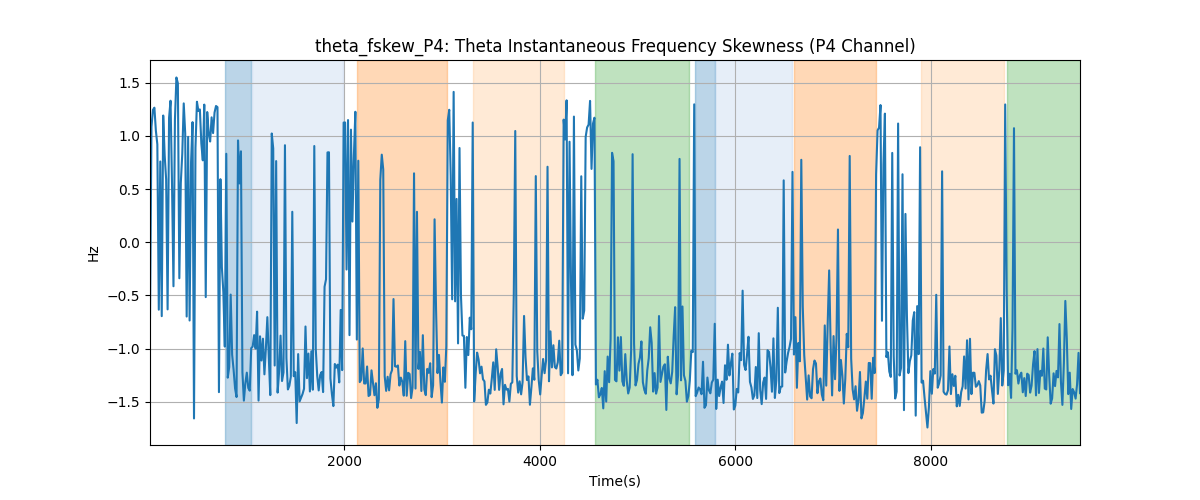 theta_fskew_P4: Theta Instantaneous Frequency Skewness (P4 Channel)
1.5
1.0
0.5
0.0
−0.5
−1.0
−1.5
Hz
2000 4000 6000 8000
Time(s)